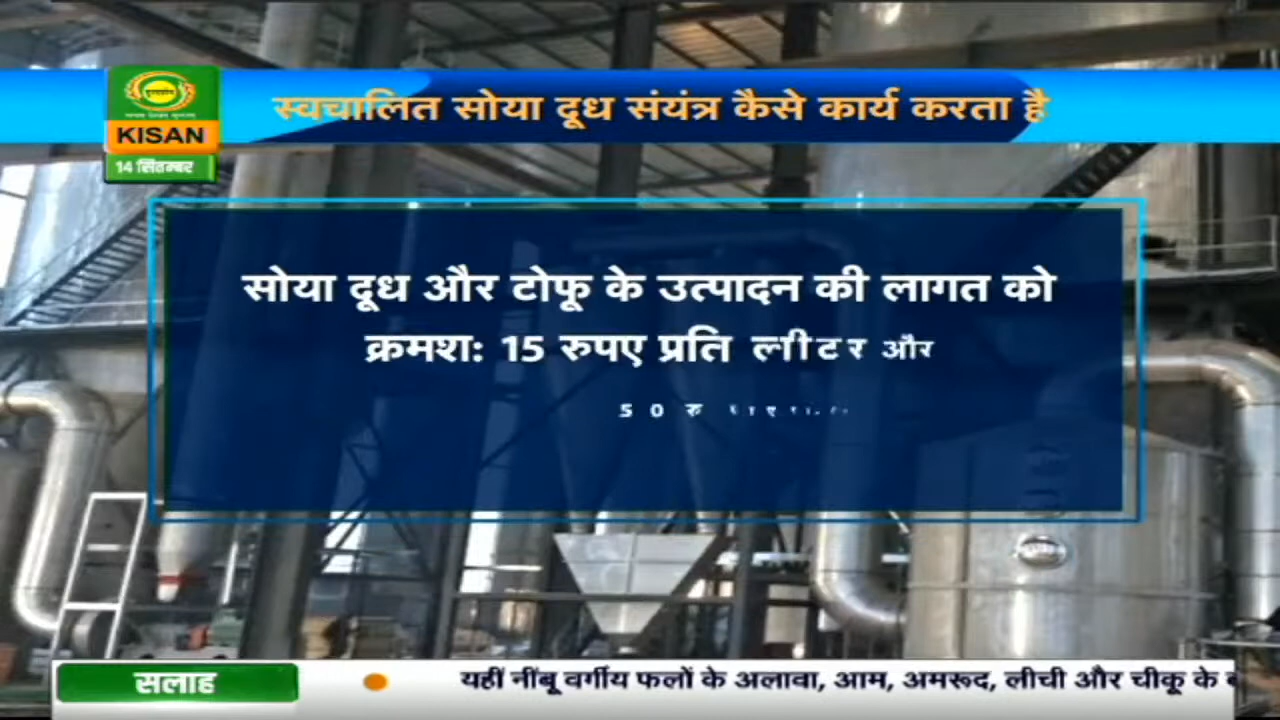 स्वचालित सोया दूध संयंत्र कैसे कार्य करता है
KISAN
14 सितम्बर
सोया दूध और टोफू के उत्पादन की लागत को
क्रमश: 15 रुपए प्रति लीटर और
50 रु
सलाह
यहीं नींबू वर्गीय फलों के अलावा, आम, अमरूद, लीची और चीकू के